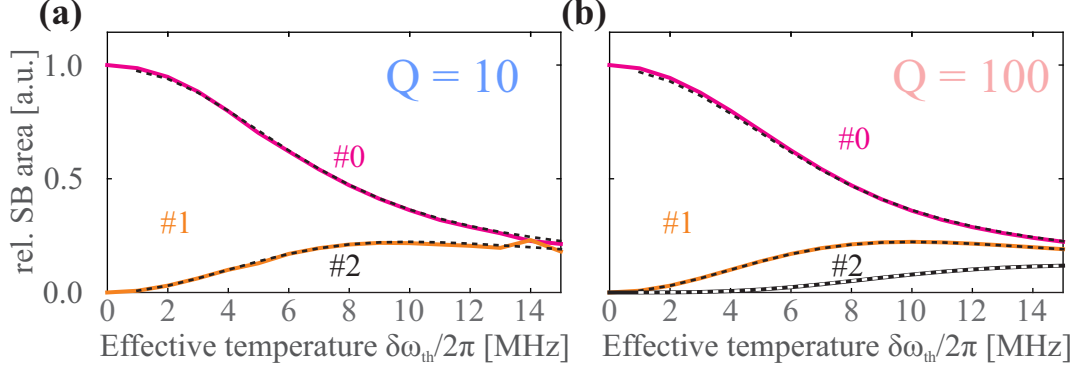 (a)
(b)
rel. SB area [a.u.]
1.0
0.5
0.0
Q = 10
#0
#1
#2
0 2 4 6 8 10 12 14
Effective temperature δω_th/2π [MHz]
Q = 100
#0
#1
#2
0 2 4 6 8 10 12 14
Effective temperature δω_th/2π [MHz]